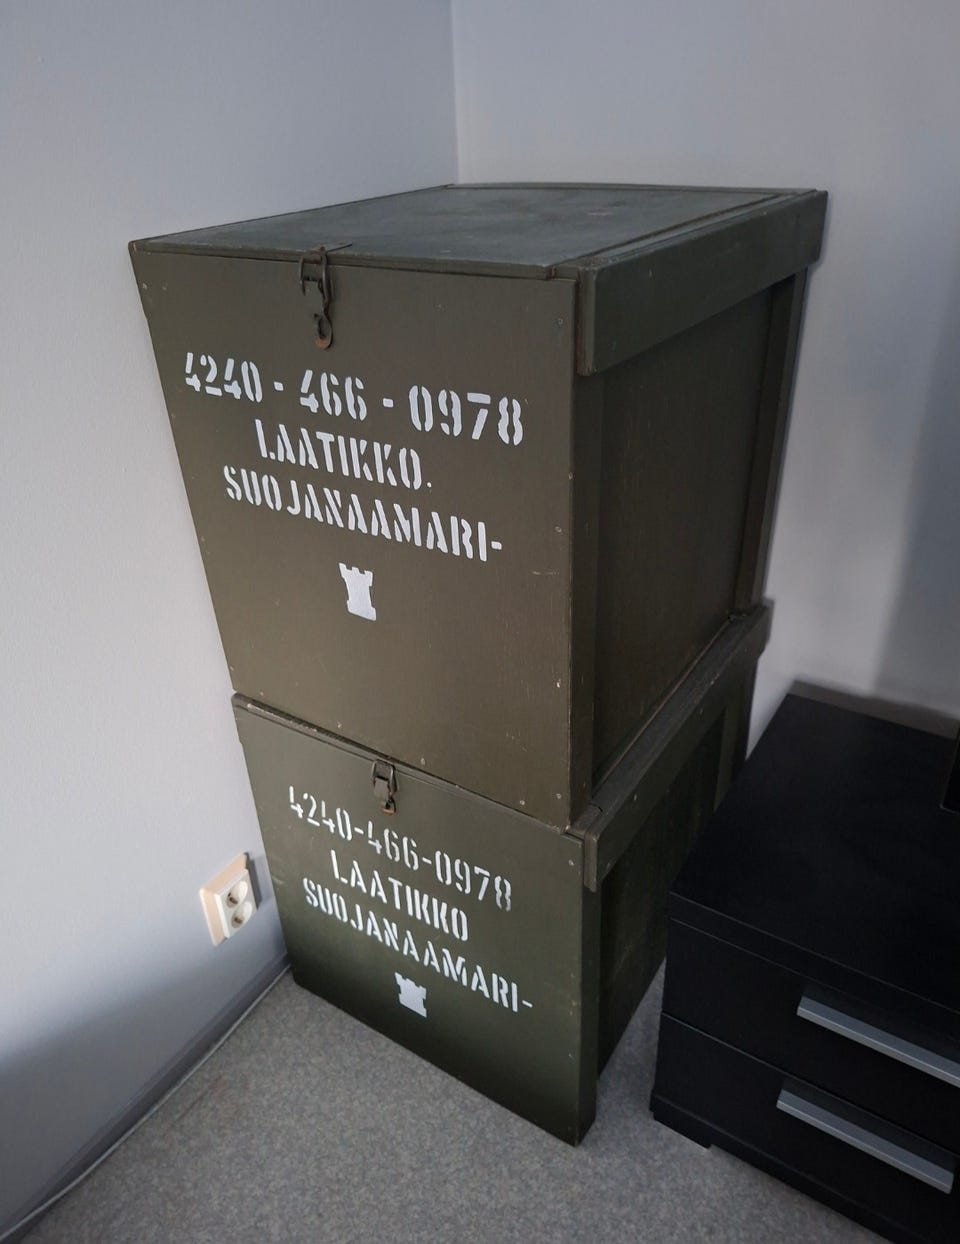 4240-466-0978
LAATIKKO.
SUOJANAAMARI-
4240-466-0978
LAATIKKO
SUOJANAAMARI-